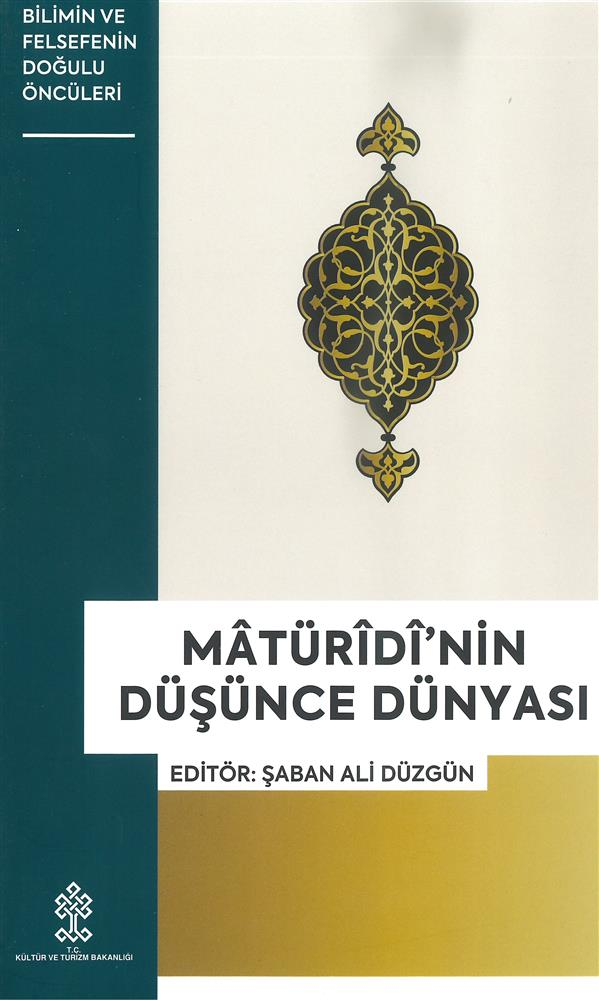 BİLİMİN VE
FELSEFENİN
DOĞULU
ÖNCÜLERİ
MÂTÜRÎDÎ'NİN
DÜŞÜNCE DÜNYASI
EDİTÖR: ŞABAN ALİ DÜZGÜN
T.C.
KÜLTÜR VE TURİZM BAKANLIĞI